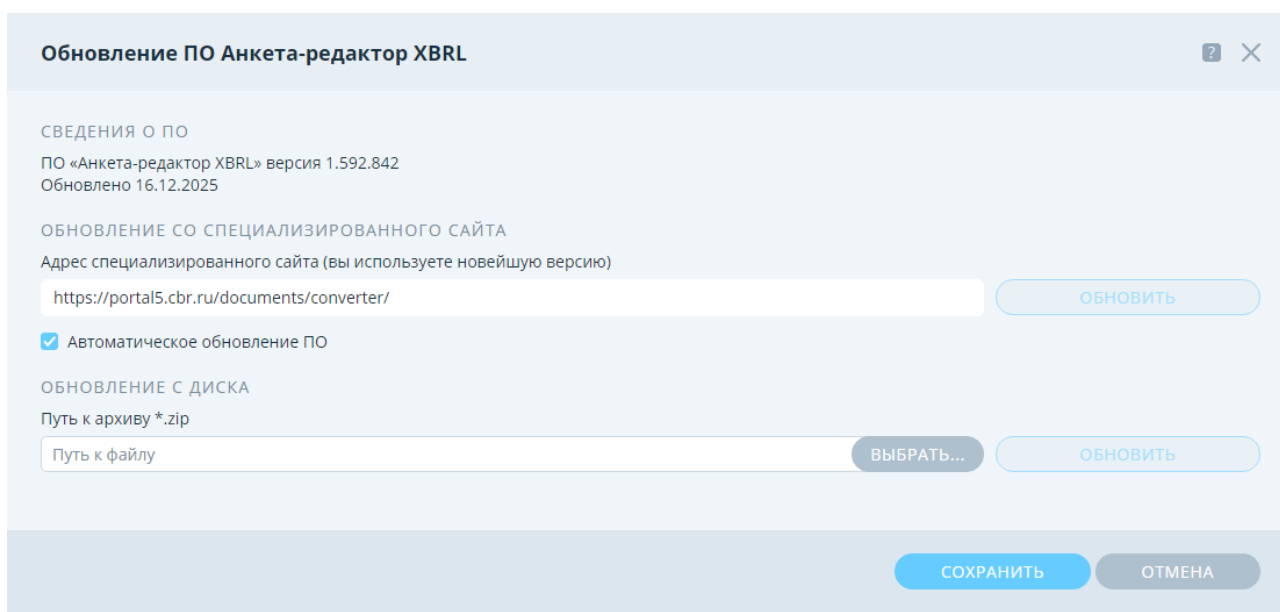 Обновление ПО Анкета-редактор XBRL
?
СВЕДЕНИЯ О ПО
ПО «Анкета-редактор XBRL» версия 1.592.842
Обновлено 16.12.2025
ОБНОВЛЕНИЕ СО СПЕЦИАЛИЗИРОВАННОГО САЙТА
Адрес специализированного сайта (вы используете новейшую версию)
https://portal5.cbr.ru/documents/converter/
ОБНОВИТЬ
Автоматическое обновление ПО
ОБНОВЛЕНИЕ С ДИСКА
Путь к архиву *.zip
Путь к файлу
ВЫБРАТЬ...
ОБНОВИТЬ
СОХРАНИТЬ
ОТМЕНА